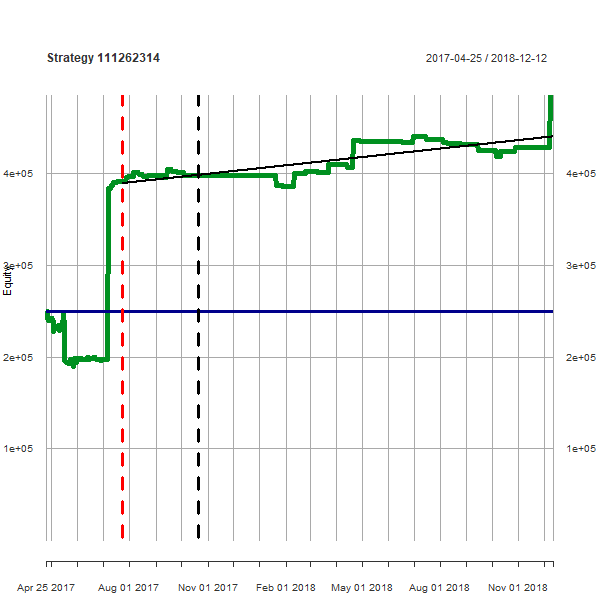 Strategy 111262314
2017-04-25 / 2018-12-12
4e+05
4e+05
3e+05
3e+05
Equity
2e+05
2e+05
1e+05
1e+05
Apr 25 2017
Aug 01 2017
Nov 01 2017
Feb 01 2018
May 01 2018
Aug 01 2018
Nov 01 2018